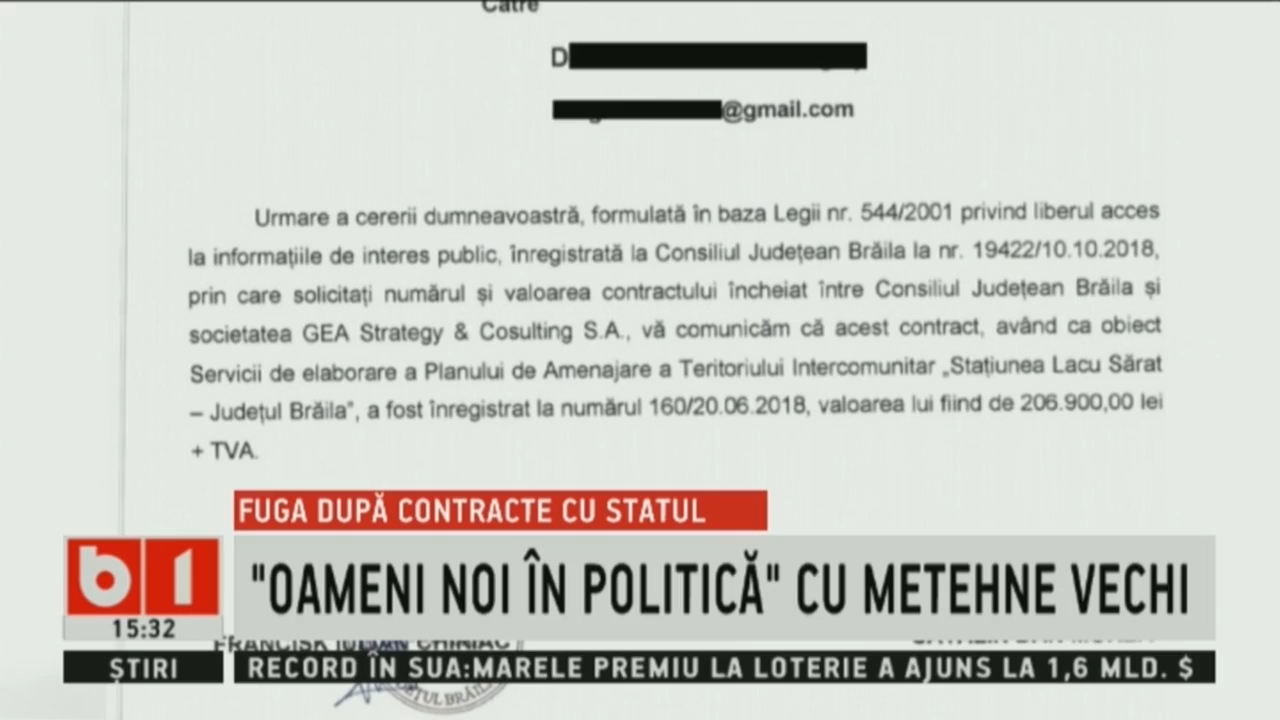 Către
D
@gmail.com
Urmare a cererii dumneavoastră, formulată în baza Legii nr. 544/2001 privind liberul acces
la informațiile de interes public, înregistrată la Consiliul Județean Brăila la nr. 19422/10.10.2018,
prin care solicitați numărul și valoarea contractului încheiat între Consiliul Județean Brăila și
societatea GEA Strategy & Cosulting S.A., vă comunicăm că acest contract, având ca obiect
Servicii de elaborare a Planului de Amenajare a Teritoriului Intercomunitar „Stațiunea Lacu Sărat
– Județul Brăila”, a fost înregistrat la numărul 160/20.06.2018, valoarea lui fiind de 206.900,00 lei
+ TVA.
FUGA DUPĂ CONTRACTE CU STATUL
b1
"OAMENI NOI ÎN POLITICĂ" CU METEHNE VECHI
15:32
FRANCISK IULIAN CHIRIAC
ȘTIRI
RECORD ÎN SUA:MARELE PREMIU LA LOTERIE A AJUNS LA 1,6 MLD. $